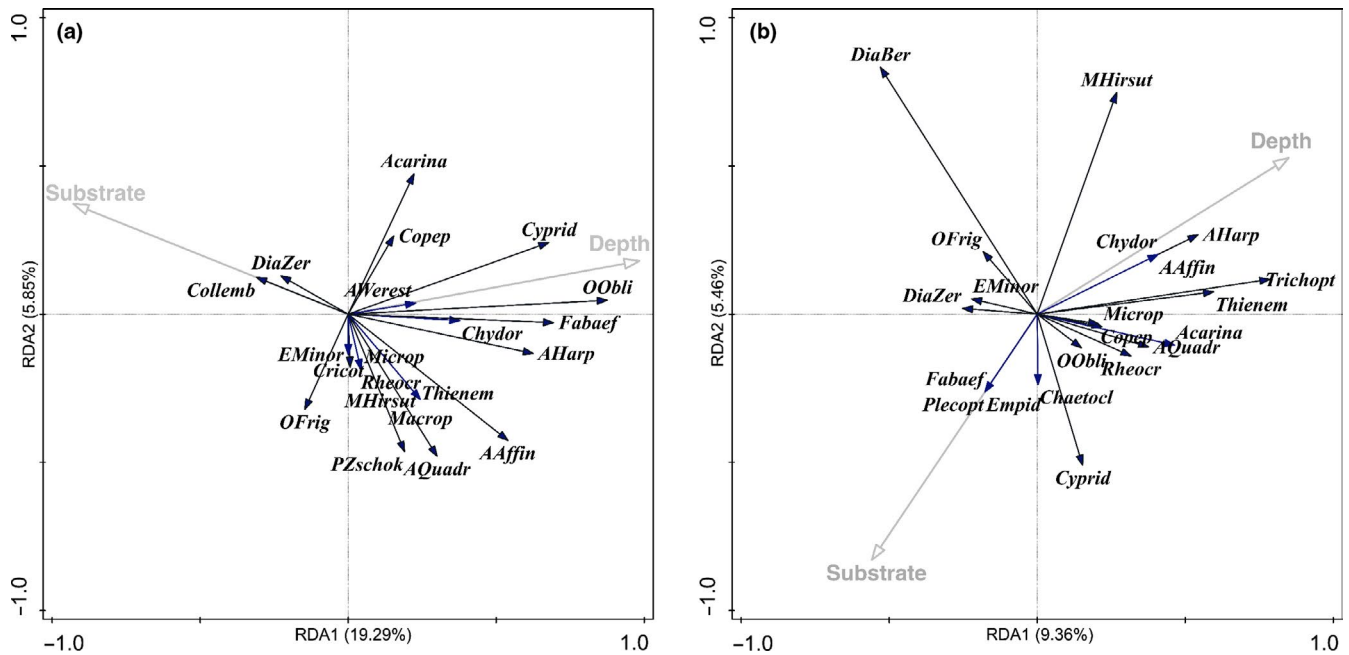 (a)
1.0
Acarina
Substrate
Copep
Cyprid
Depth
DiaZer
Collemb
AWerest
OObli
Fabaef
Chydor
AHarp
EMinor
Microp
Cricot
Rheocr
Thienem
MHirsut
Macrop
OFrig
AAffin
PZschok
AQuadr
RDA2 (5.85%)
−1.0
−1.0
RDA1 (19.29%)
1.0
(b)
1.0
DiaBer
MHirsut
Depth
OFrig
Chydor
AHarp
AAffin
EMinor
Trichopt
DiaZer
Thienem
Microp
Acarina
Copep
AQuadr
OObli
Rheocr
Fabaef
Plecopt
Empid
Chaetocl
Cyprid
Substrate
RDA2 (5.46%)
−1.0
−1.0
RDA1 (9.36%)
1.0